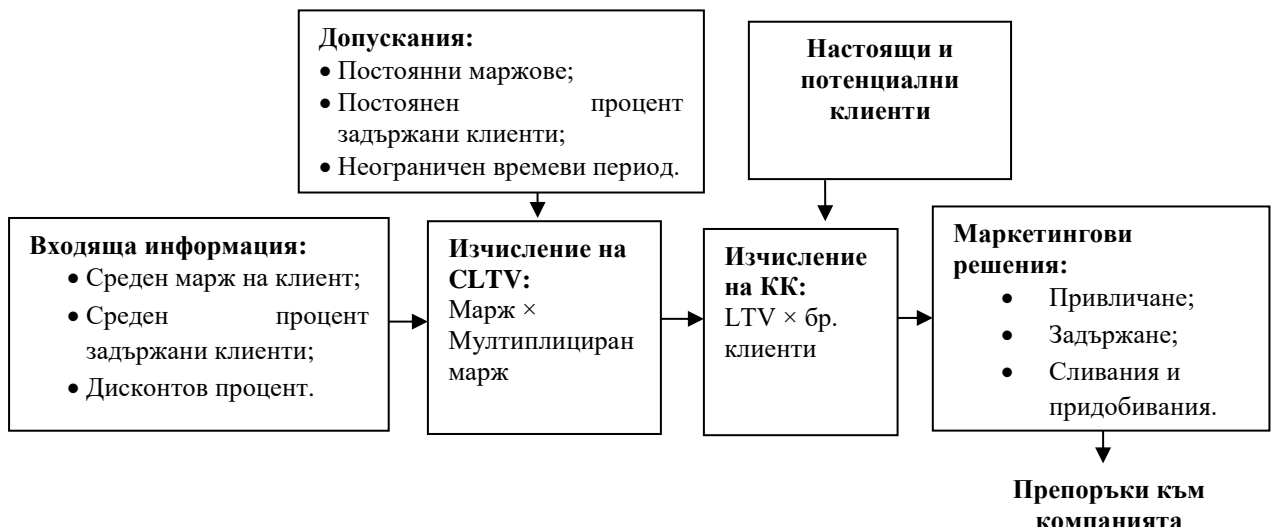 Допускания:
• Постоянни маржове;
• Постоянен процент
задържани клиенти;
• Неограничен времеви период.
Настоящи и
потенциални
клиенти
Входяща информация:
• Среден марж на клиент;
• Среден процент
задържани клиенти;
• Дисконтов процент.
Изчисление на
CLTV:
Марж ×
Мултиплициран
марж
Изчисление
на КК:
LTV × бр.
клиенти
Маркетингови
решения:
• Привличане;
• Задържане;
• Сливания и
придобивания.
Препоръки към
компанията